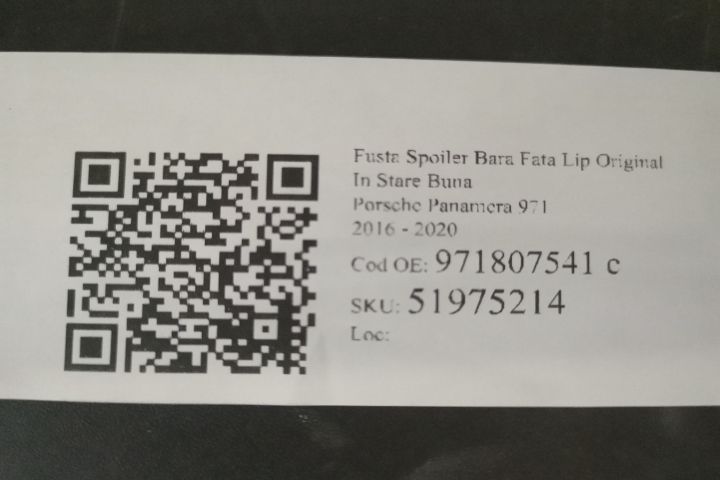 Fusta Spoiler Bara Fata Lip Original
In Stare Buna
Porsche Panamera 971
2016 - 2020
Cod OE: 971807541 c
SKU: 51975214
Loc: